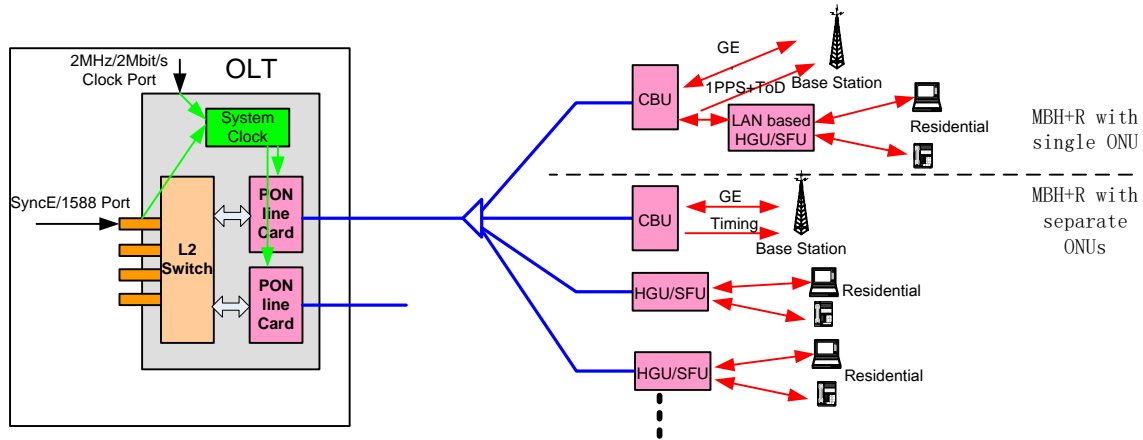 2MHz/2Mbit/s
Clock Port
OLT
System
Clock
SyncE/1588 Port
L2
Switch
PON
line
Card
PON
line
Card
CBU
GE
1PPS+ToD
Base Station
LAN based
HGU/SFU
Residential
MBH+R with
single ONU
CBU
GE
Timing
Base Station
MBH+R with
separate
ONUs
HGU/SFU
Residential
HGU/SFU
Residential